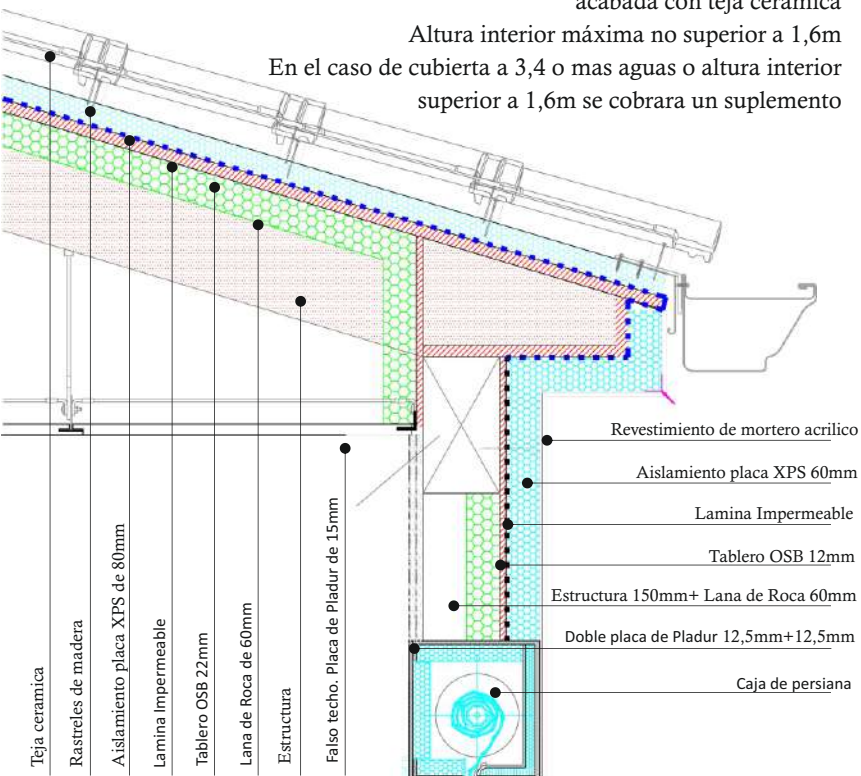 acabada con teja cerámica
Altura interior máxima no superior a 1,6m
En el caso de cubierta a 3,4 o mas aguas o altura interior
superior a 1,6m se cobrara un suplemento
Revestimiento de mortero acrilico
Aislamiento placa XPS 60mm
Lamina Impermeable
Tablero OSB 12mm
Estructura 150mm+ Lana de Roca 60mm
Doble placa de Pladur 12,5mm+12,5mm
Caja de persiana
Teja ceramica
Rastreles de madera
Aislamiento placa XPS de 80mm
Lamina Impermeable
Tablero OSB 22mm
Lana de Roca de 60mm
Estructura
Falso techo. Placa de Pladur de 15mm